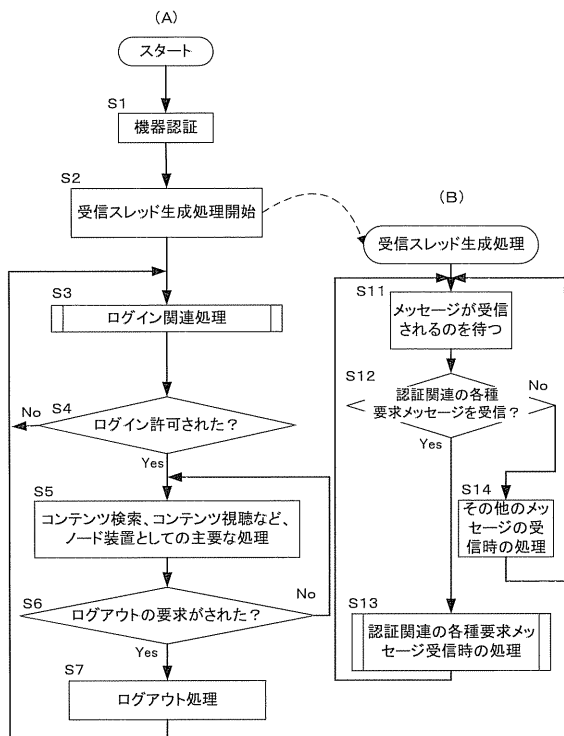 (A)
スタート
S1
機器認証
S2
受信スレッド生成処理開始
S3
ログイン関連処理
S4
ログイン許可された？
No
Yes
S5
コンテンツ検索、コンテンツ視聴など、
ノード装置としての主要な処理
S6
ログアウトの要求がされた？
No
Yes
S7
ログアウト処理
(B)
受信スレッド生成処理
S11
メッセージが受信
されるのを待つ
S12
認証関連の各種
要求メッセージを受信？
No
Yes
S14
その他のメッ
セージの受
信時の処理
S13
認証関連の各種要求メッ
セージ受信時の処理